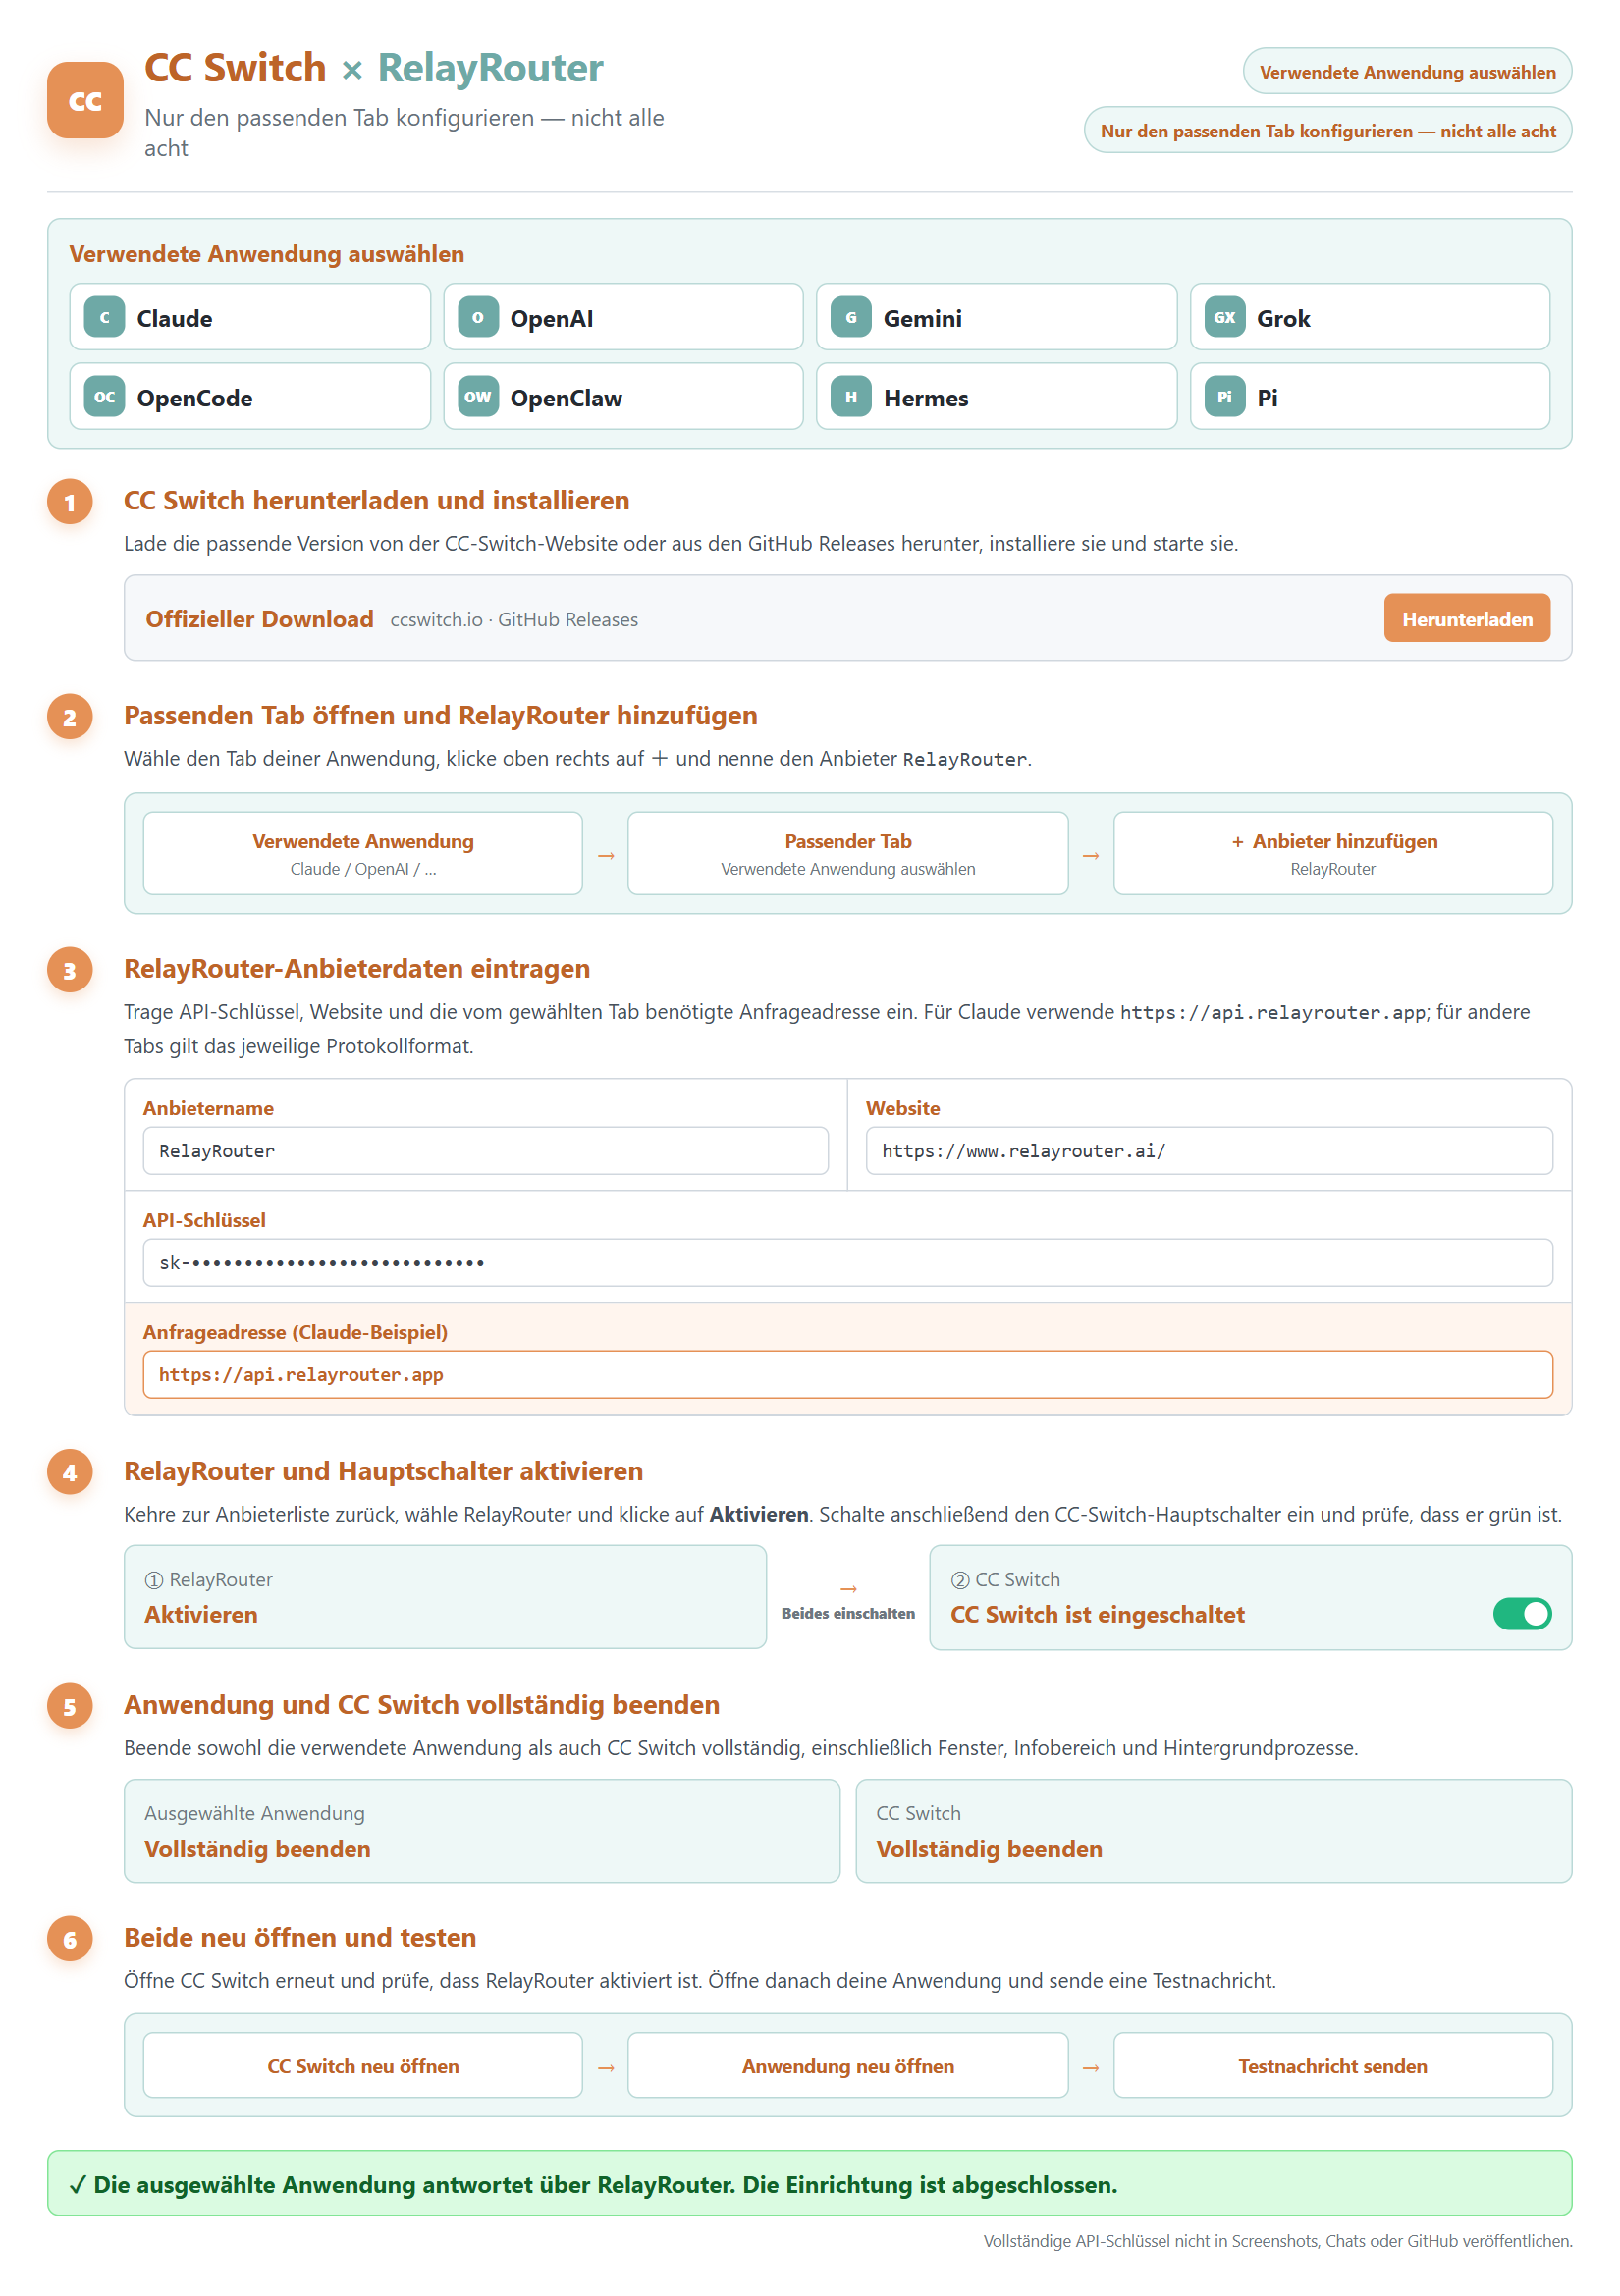 cc
CC Switch × RelayRouter
Nur den passenden Tab konfigurieren — nicht alle
acht
Verwendete Anwendung auswählen
Nur den passenden Tab konfigurieren — nicht alle acht
Verwendete Anwendung auswählen
C Claude
O OpenAI
G Gemini
GX Grok
OC OpenCode
OW OpenClaw
H Hermes
Pi Pi
1 CC Switch herunterladen und installieren
Lade die passende Version von der CC-Switch-Website oder aus den GitHub Releases herunter, installiere sie und starte sie.
Offizieller Download ccswitch.io · GitHub Releases
Herunterladen
2 Passenden Tab öffnen und RelayRouter hinzufügen
Wähle den Tab deiner Anwendung, klicke oben rechts auf + und nenne den Anbieter RelayRouter.
Verwendete Anwendung
Claude / OpenAI / ...
→
Passender Tab
Verwendete Anwendung auswählen
→
+ Anbieter hinzufügen
RelayRouter
3 RelayRouter-Anbieterdaten eintragen
Trage API-Schlüssel, Website und die vom gewählten Tab benötigte Anfrageadresse ein. Für Claude verwende https://api.relayrouter.app; für andere
Tabs gilt das jeweilige Protokollformat.
Anbietername
RelayRouter
Website
https://www.relayrouter.ai/
API-Schlüssel
sk-••••••••••••••••••••••••••••
Anfrageadresse (Claude-Beispiel)
https://api.relayrouter.app
4 RelayRouter und Hauptschalter aktivieren
Kehre zur Anbieterliste zurück, wähle RelayRouter und klicke auf Aktivieren. Schalte anschließend den CC-Switch-Hauptschalter ein und prüfe, dass er grün ist.
① RelayRouter
Aktivieren
→
Beides einschalten
② CC Switch
CC Switch ist eingeschaltet
5 Anwendung und CC Switch vollständig beenden
Beende sowohl die verwendete Anwendung als auch CC Switch vollständig, einschließlich Fenster, Infobereich und Hintergrundprozesse.
Ausgewählte Anwendung
Vollständig beenden
CC Switch
Vollständig beenden
6 Beide neu öffnen und testen
Öffne CC Switch erneut und prüfe, dass RelayRouter aktiviert ist. Öffne danach deine Anwendung und sende eine Testnachricht.
CC Switch neu öffnen
→
Anwendung neu öffnen
→
Testnachricht senden
✓ Die ausgewählte Anwendung antwortet über RelayRouter. Die Einrichtung ist abgeschlossen.
Vollständige API-Schlüssel nicht in Screenshots, Chats oder GitHub veröffentlichen.